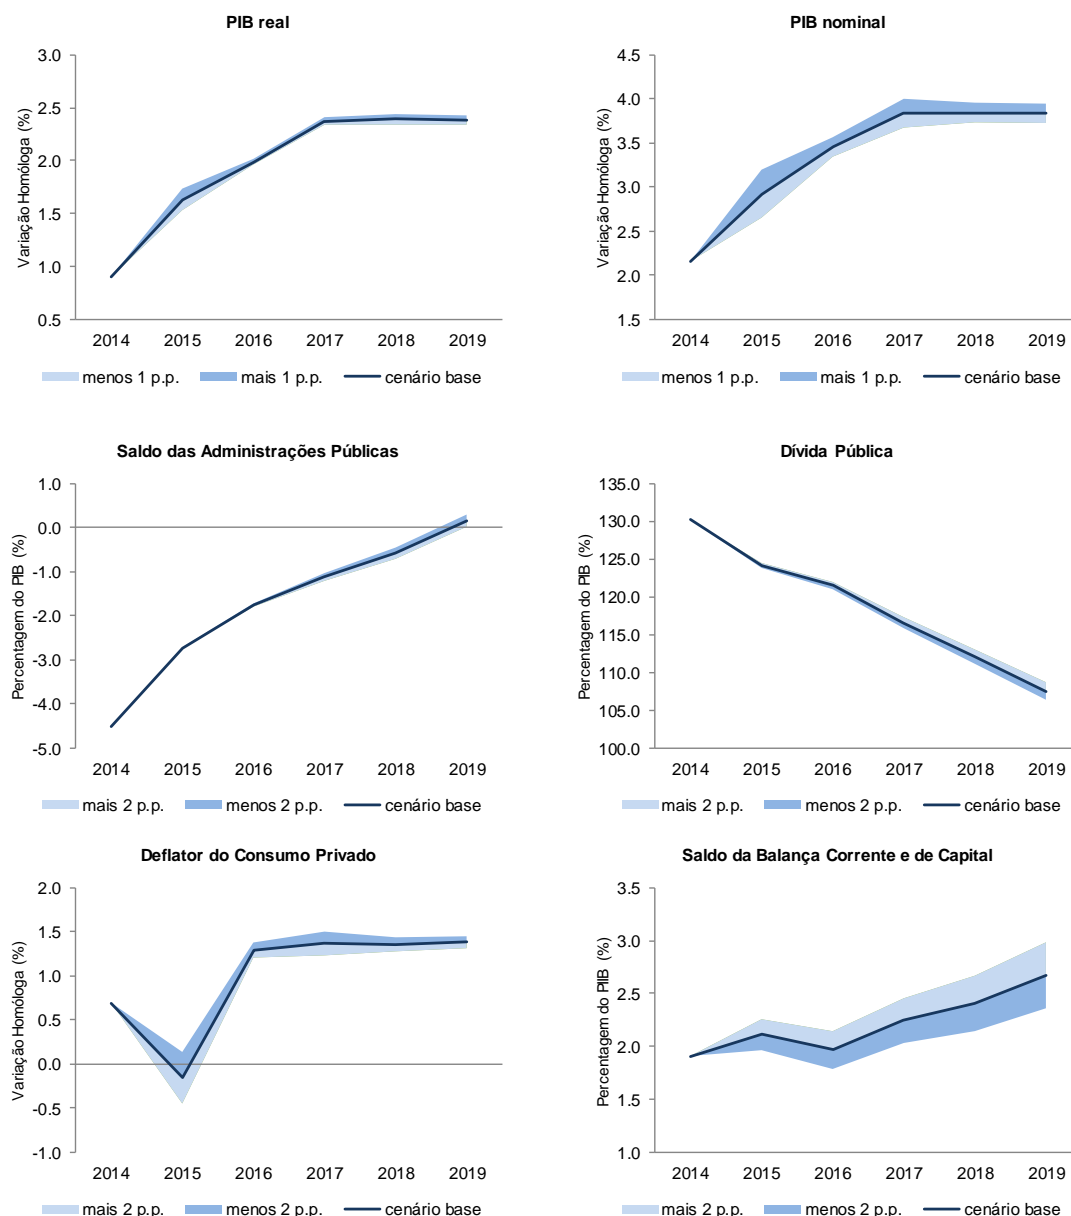 PIB real
Variação Homóloga (%)
3.0
2.5
2.0
1.5
1.0
0.5
2014 2015 2016 2017 2018 2019
menos 1 p.p. mais 1 p.p. cenário base
PIB nominal
Variação Homóloga (%)
4.5
4.0
3.5
3.0
2.5
2.0
1.5
2014 2015 2016 2017 2018 2019
menos 1 p.p. mais 1 p.p. cenário base
Saldo das Administrações Públicas
Percentagem do PIB (%)
1.0
0.0
-1.0
-2.0
-3.0
-4.0
-5.0
2014 2015 2016 2017 2018 2019
mais 2 p.p. menos 2 p.p. cenário base
Dívida Pública
Percentagem do PIB (%)
135.0
130.0
125.0
120.0
115.0
110.0
105.0
100.0
2014 2015 2016 2017 2018 2019
mais 2 p.p. menos 2 p.p. cenário base
Deflator do Consumo Privado
Variação Homóloga (%)
2.0
1.5
1.0
0.5
0.0
-0.5
-1.0
2014 2015 2016 2017 2018 2019
mais 2 p.p. menos 2 p.p. cenário base
Saldo da Balança Corrente e de Capital
Percentagem do PIIB (%)
3.5
3.0
2.5
2.0
1.5
1.0
2014 2015 2016 2017 2018 2019
mais 2 p.p. menos 2 p.p. cenário base